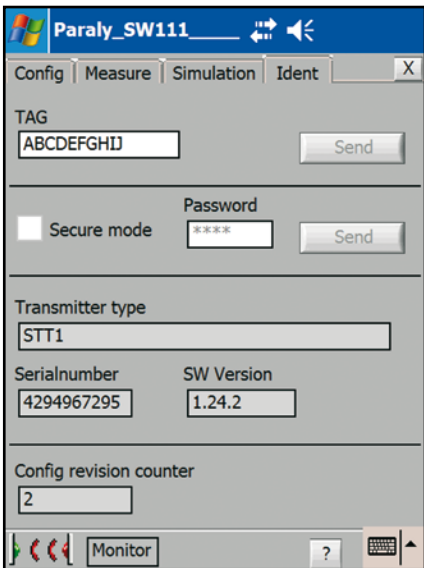 Paraly_SW111____
Config Measure Simulation Ident X
TAG
ABCDEFGHIJ
Send
Password
Secure mode **** Send
Transmitter type
STT1
Serialnumber SW Version
4294967295 1.24.2
Config revision counter
2
Monitor ?